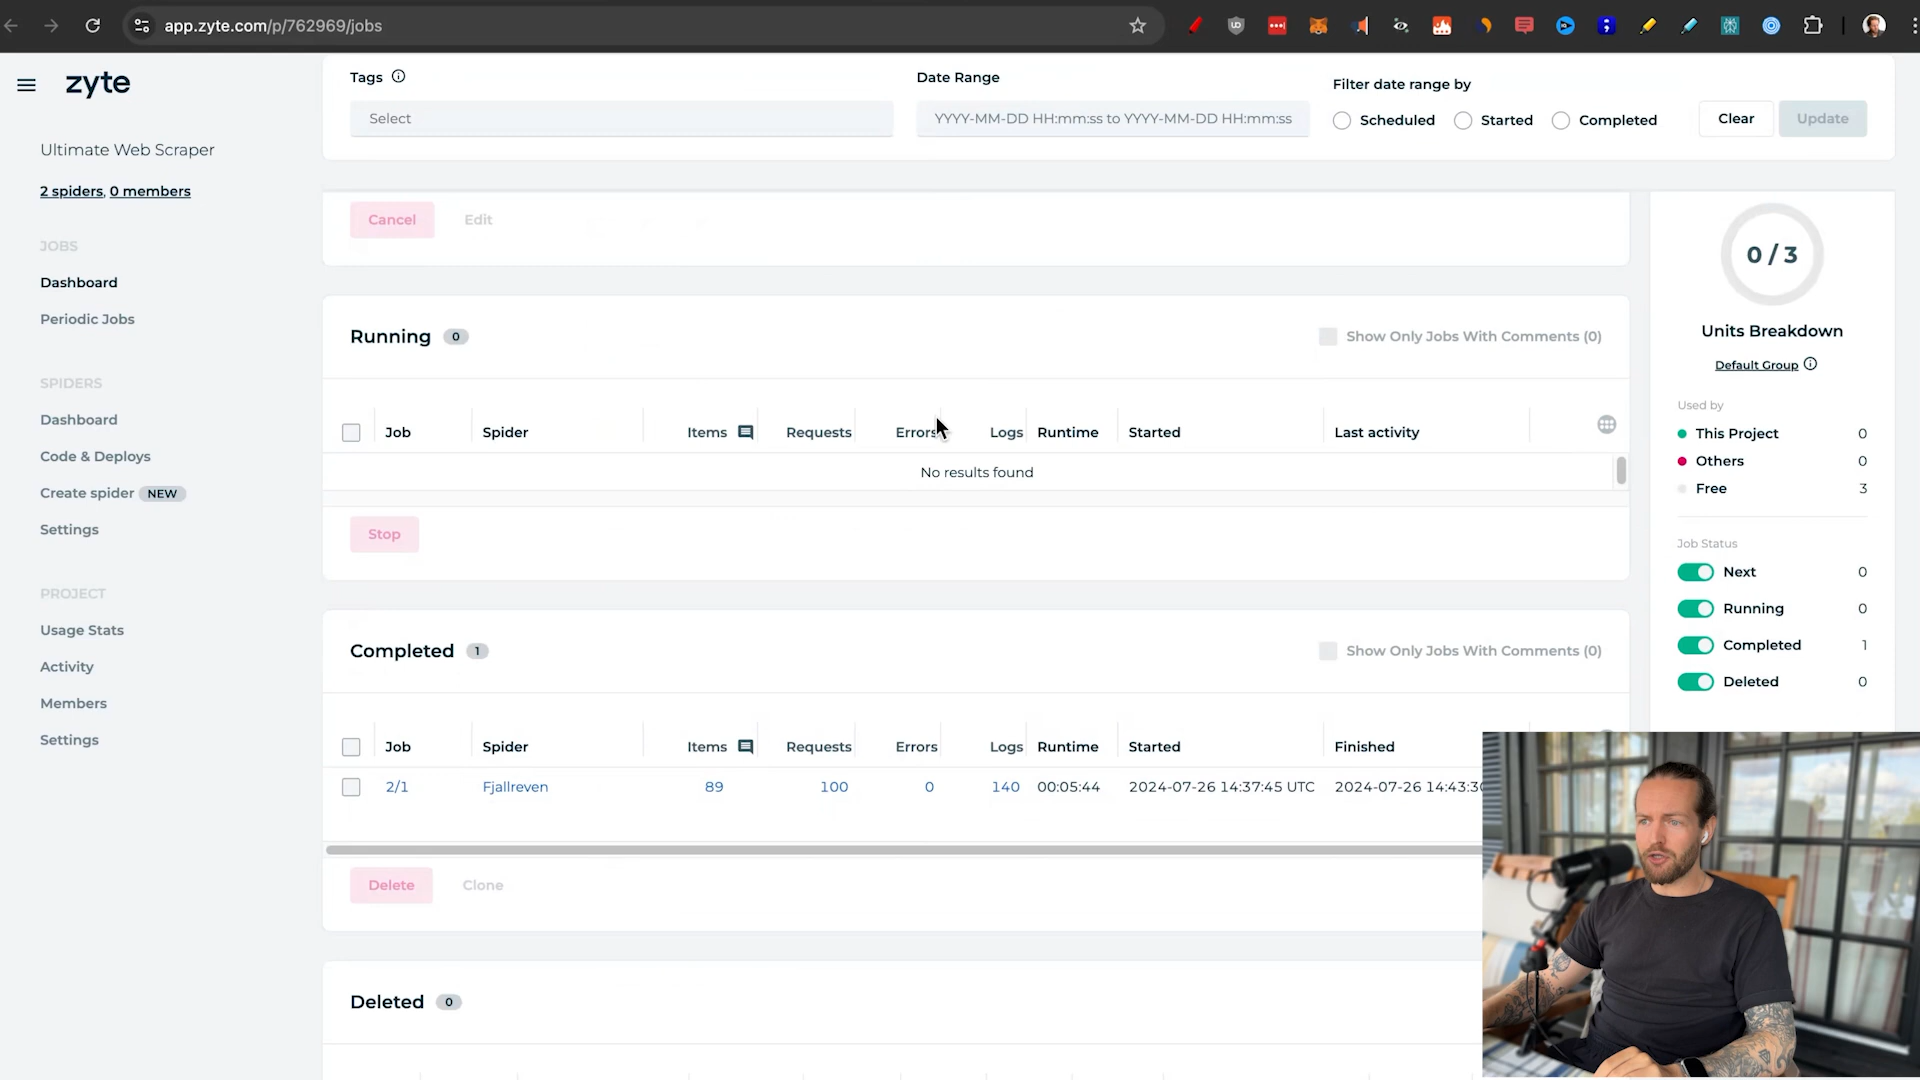 app.zyte.com/p/762969/jobs
zyte
Tags
Date Range
Filter date range by
Select
YYYY-MM-DD HH:mm:ss to YYYY-MM-DD HH:mm:ss
Scheduled
Started
Completed
Clear
Update
Ultimate Web Scraper
2 spiders, 0 members
JOBS
Dashboard
Periodic Jobs
SPIDERS
Dashboard
Code & Deploys
Create spider NEW
Settings
PROJECT
Usage Stats
Activity
Members
Settings
Cancel
Edit
Running 0
Show Only Jobs With Comments (0)
Job Spider Items Requests Errors Logs Runtime Started Last activity
No results found
Stop
Completed 1
Show Only Jobs With Comments (0)
Job Spider Items Requests Errors Logs Runtime Started Finished
2/1 Fjallreven 89 100 0 140 00:05:44 2024-07-26 14:37:45 UTC 2024-07-26 14:43:30
Delete
Clone
Deleted 0
0 / 3
Units Breakdown
Default Group
Used by
This Project 0
Others 0
Free 3
Job Status
Next 0
Running 0
Completed 1
Deleted 0